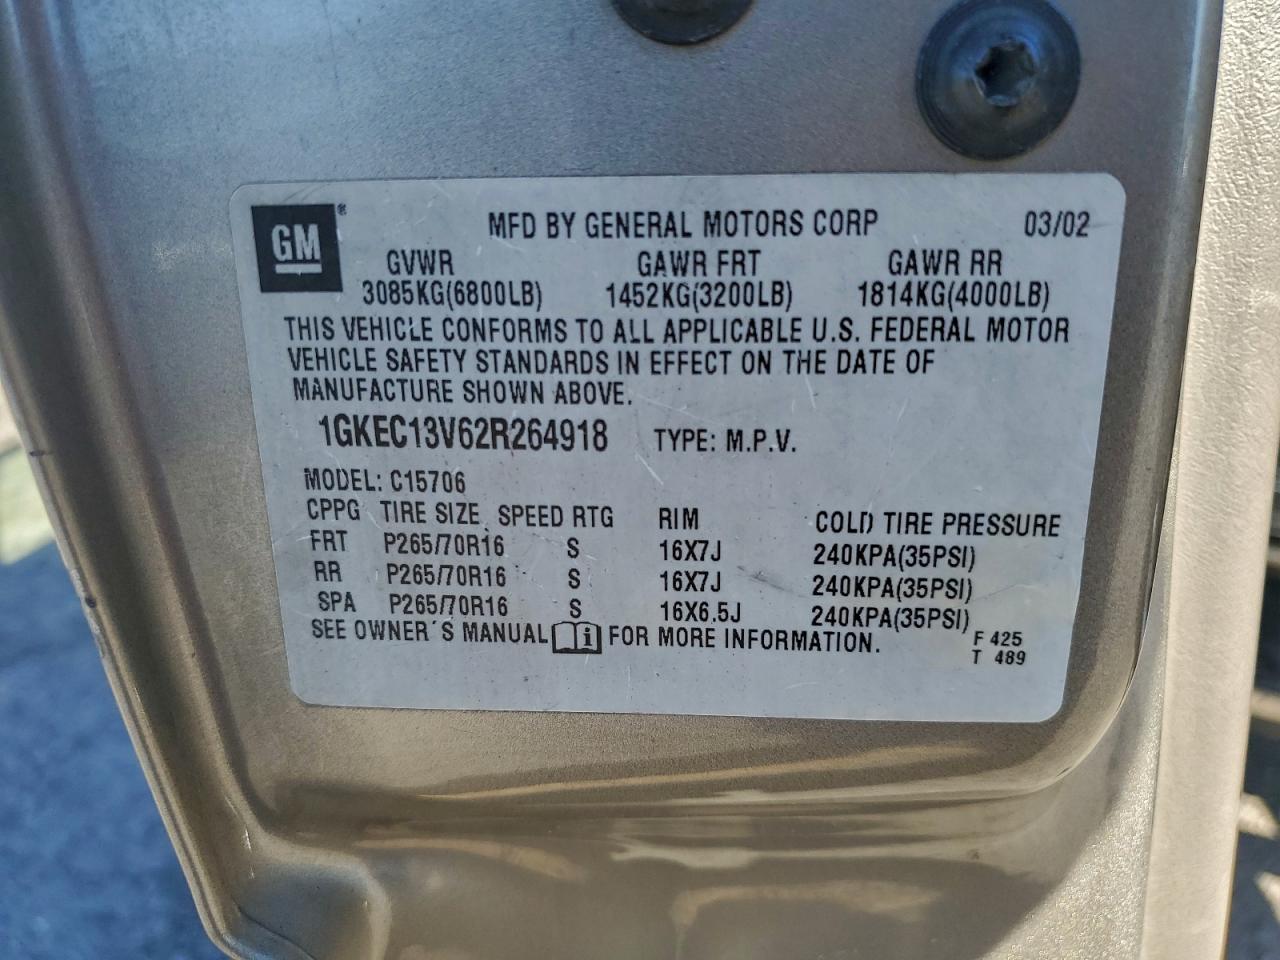 GM ® MFD BY GENERAL MOTORS CORP 03/02
GVWR GAWR FRT GAWR RR
3085KG(6800LB) 1452KG(3200LB) 1814KG(4000LB)
THIS VEHICLE CONFORMS TO ALL APPLICABLE U.S. FEDERAL MOTOR
VEHICLE SAFETY STANDARDS IN EFFECT ON THE DATE OF
MANUFACTURE SHOWN ABOVE.
1GKEC13V62R264918 TYPE: M.P.V.
MODEL: C15706
CPPG TIRE SIZE SPEED RTG RIM COLD TIRE PRESSURE
FRT P265/70R16 S 16X7J 240KPA(35PSI)
RR P265/70R16 S 16X7J 240KPA(35PSI)
SPA P265/70R16 S 16X6.5J 240KPA(35PSI)
SEE OWNER´S MANUAL i FOR MORE INFORMATION. F 425
T 489